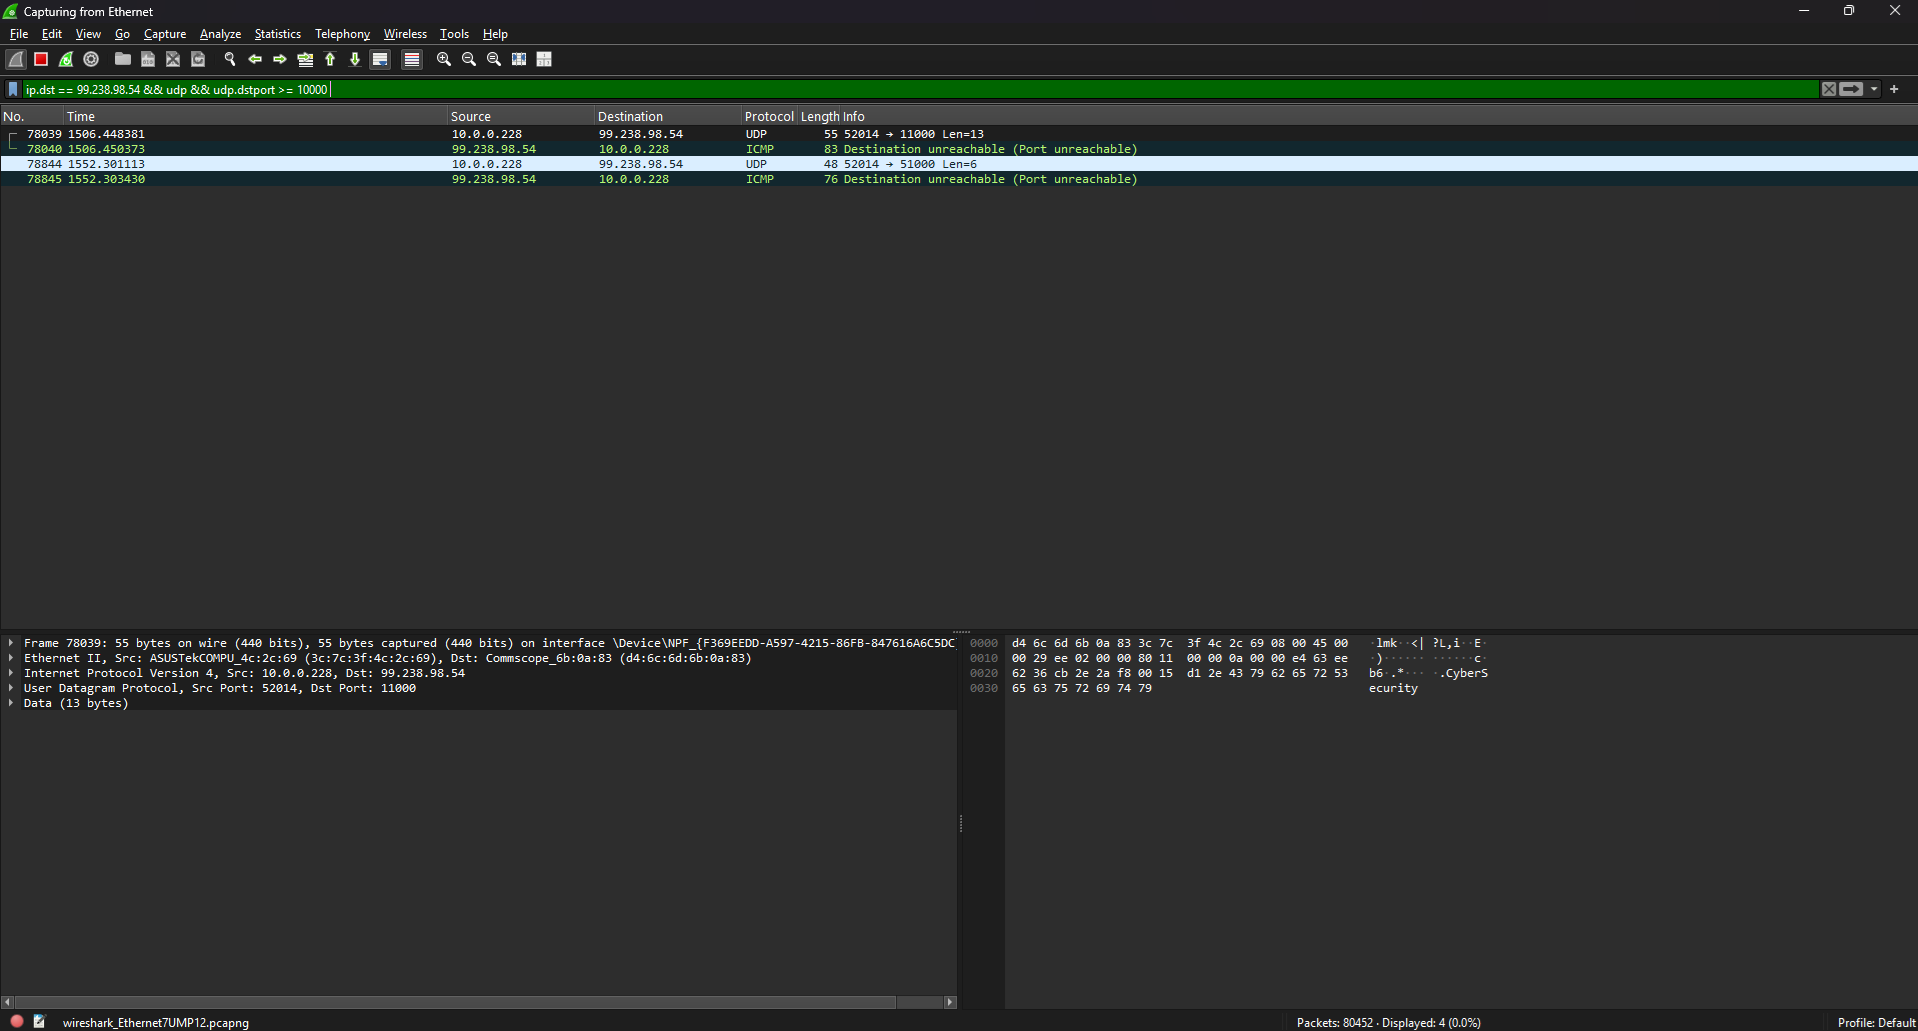 Capturing from Ethernet
File Edit View Go Capture Analyze Statistics Telephony Wireless Tools Help
ip.dst == 99.238.98.54 && udp && udp.dstport >= 10000
No. Time Source Destination Protocol Length Info
78039 1506.448381 10.0.0.228 99.238.98.54 UDP 55 52014 → 11000 Len=13
78040 1506.450373 99.238.98.54 10.0.0.228 ICMP 83 Destination unreachable (Port unreachable)
78844 1552.301113 10.0.0.228 99.238.98.54 UDP 48 52014 → 51000 Len=6
78845 1552.303430 99.238.98.54 10.0.0.228 ICMP 76 Destination unreachable (Port unreachable)
Frame 78039: 55 bytes on wire (440 bits), 55 bytes captured (440 bits) on interface \Device\NPF_{F369EEDD-A597-4215-86FB-847616A6C5DC
Ethernet II, Src: ASUSTekCOMPU_4c:2c:69 (3c:7c:3f:4c:2c:69), Dst: Commscope_6b:0a:83 (d4:6c:6d:6b:0a:83)
Internet Protocol Version 4, Src: 10.0.0.228, Dst: 99.238.98.54
User Datagram Protocol, Src Port: 52014, Dst Port: 11000
Data (13 bytes)
0000 d4 6c 6d 6b 0a 83 3c 7c 3f 4c 2c 69 08 00 45 00 ·lmk··<| ?L,i··E·
0010 00 29 ee 02 00 00 80 11 00 00 0a 00 00 e4 63 ee ·)······ ······c·
0020 62 36 cb 2e 2a f8 00 15 d1 2e 43 79 62 65 72 53 b6·.*··· ·.CyberS
0030 65 63 75 72 69 74 79 ecurity
wireshark_Ethernet7UMP12.pcapng
Packets: 80452 · Displayed: 4 (0.0%)
Profile: Default